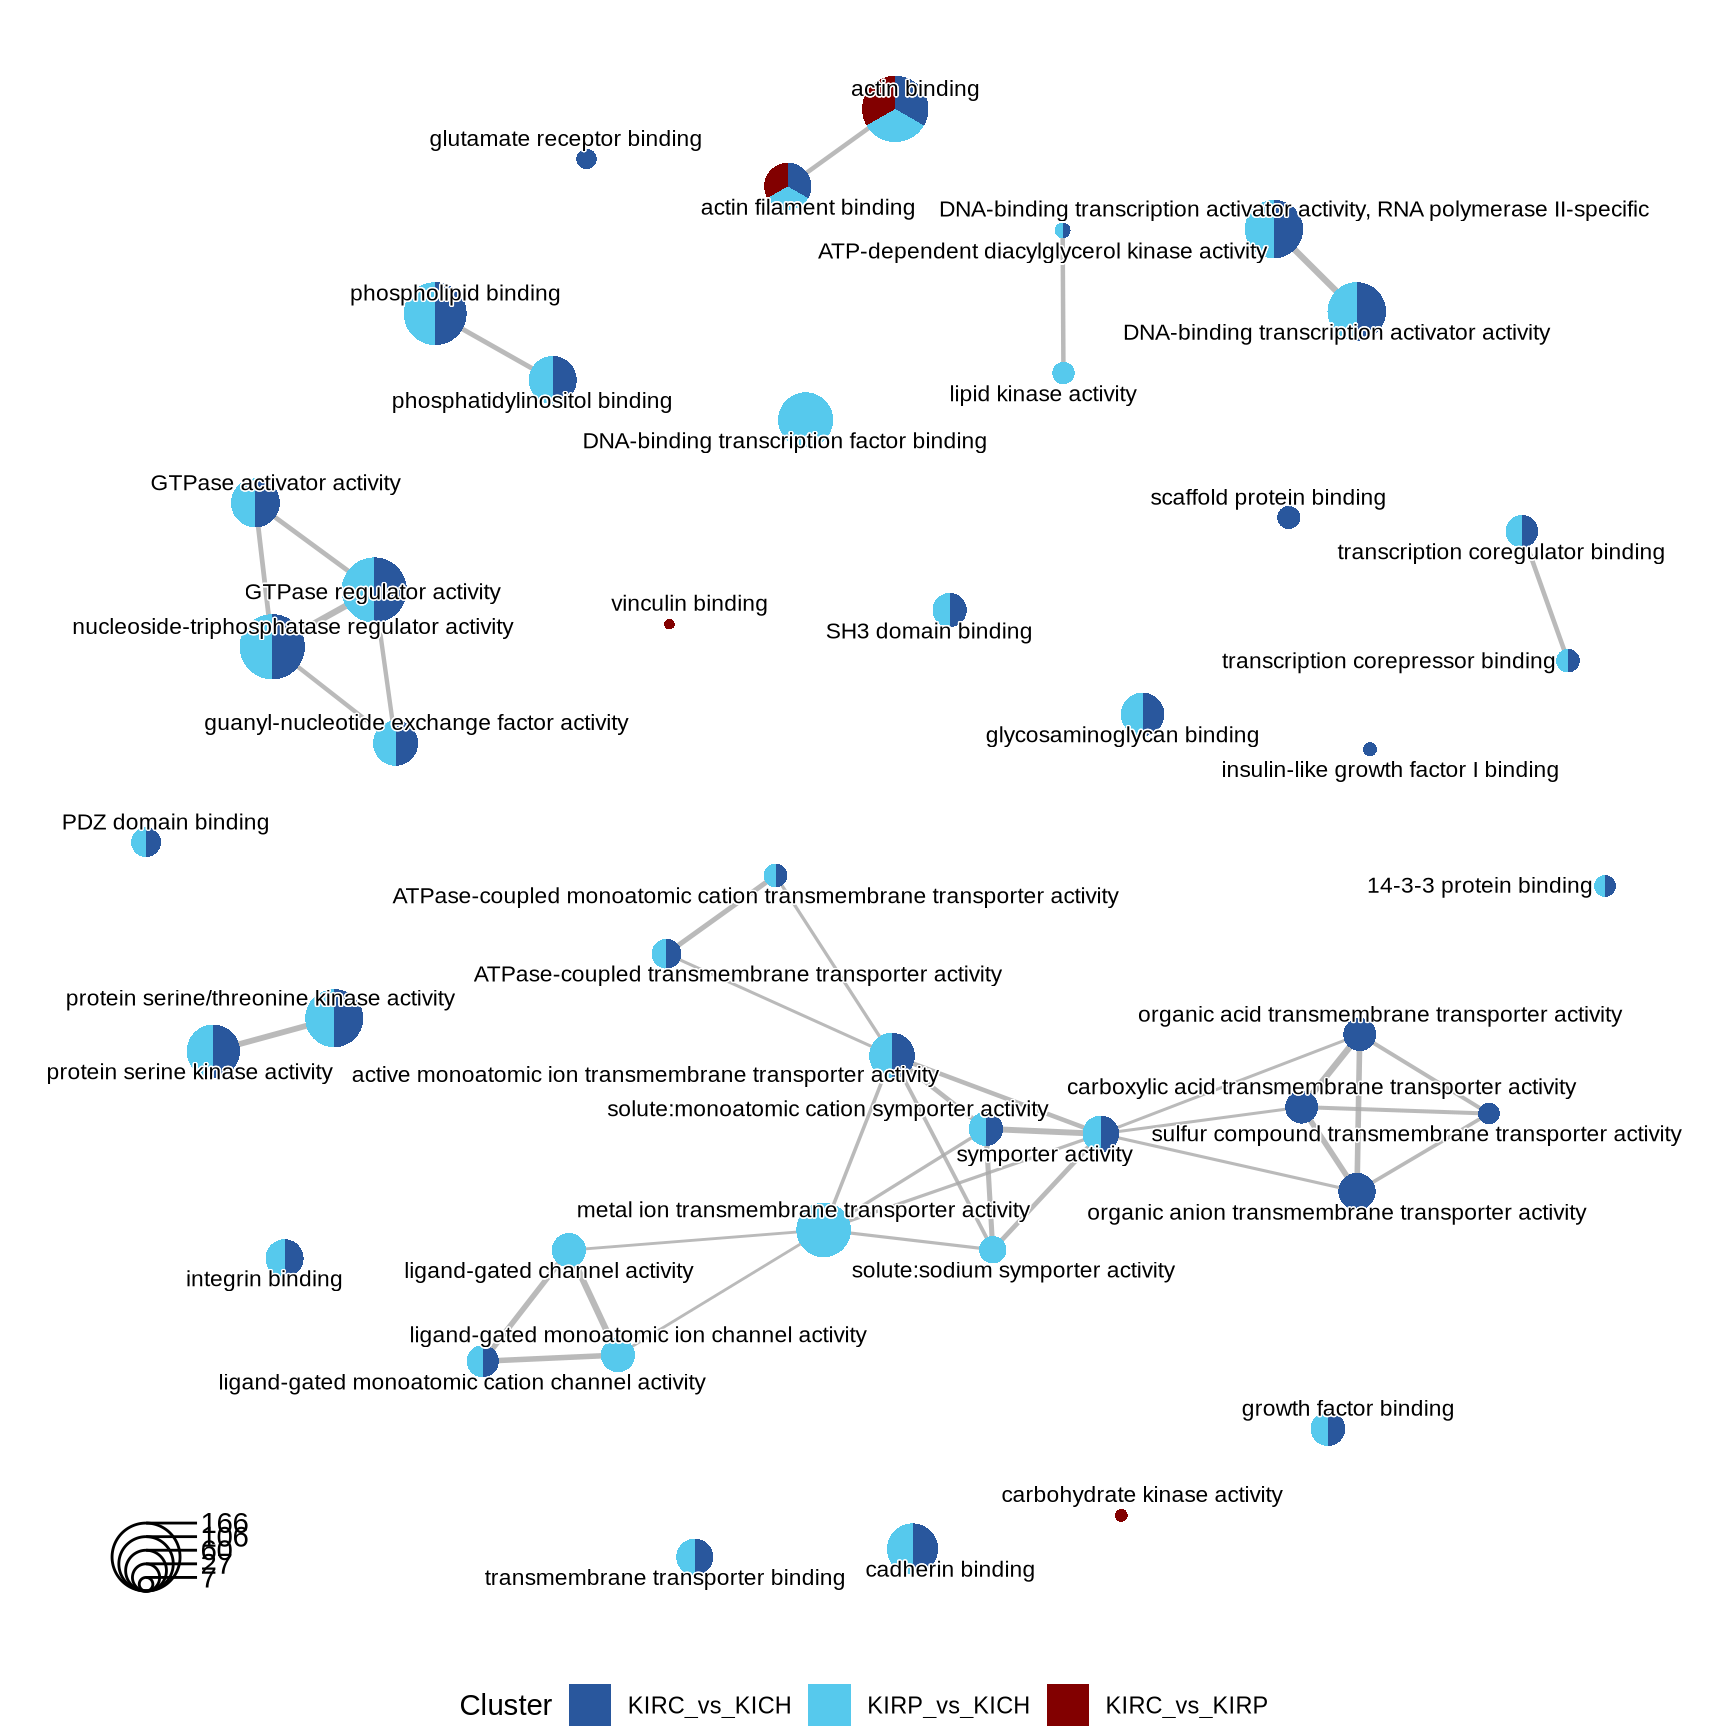 actin binding
glutamate receptor binding
actin filament binding
DNA-binding transcription activator activity, RNA polymerase II-specific
ATP-dependent diacylglycerol kinase activity
phospholipid binding
DNA-binding transcription activator activity
lipid kinase activity
phosphatidylinositol binding
DNA-binding transcription factor binding
GTPase activator activity
scaffold protein binding
transcription coregulator binding
GTPase regulator activity
vinculin binding
nucleoside-triphosphatase regulator activity
SH3 domain binding
transcription corepressor binding
guanyl-nucleotide exchange factor activity
glycosaminoglycan binding
insulin-like growth factor I binding
PDZ domain binding
14-3-3 protein binding
ATPase-coupled monoatomic cation transmembrane transporter activity
ATPase-coupled transmembrane transporter activity
protein serine/threonine kinase activity
organic acid transmembrane transporter activity
protein serine kinase activity
active monoatomic ion transmembrane transporter activity
carboxylic acid transmembrane transporter activity
solute:monoatomic cation symporter activity
sulfur compound transmembrane transporter activity
symporter activity
metal ion transmembrane transporter activity
organic anion transmembrane transporter activity
ligand-gated channel activity
solute:sodium symporter activity
integrin binding
ligand-gated monoatomic ion channel activity
ligand-gated monoatomic cation channel activity
growth factor binding
carbohydrate kinase activity
166
106
60
27
7
cadherin binding
transmembrane transporter binding
Cluster KIRC_vs_KICH KIRP_vs_KICH KIRC_vs_KIRP